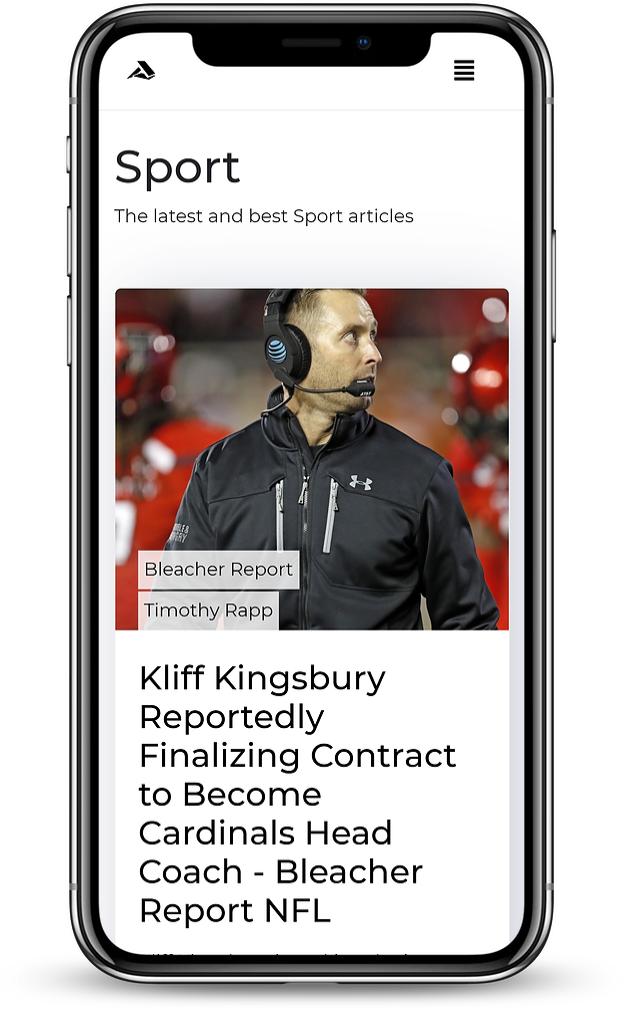 Sport
The latest and best Sport articles
Bleacher Report
Timothy Rapp
Kliff Kingsbury
Reportedly
Finalizing Contract
to Become
Cardinals Head
Coach - Bleacher
Report NFL